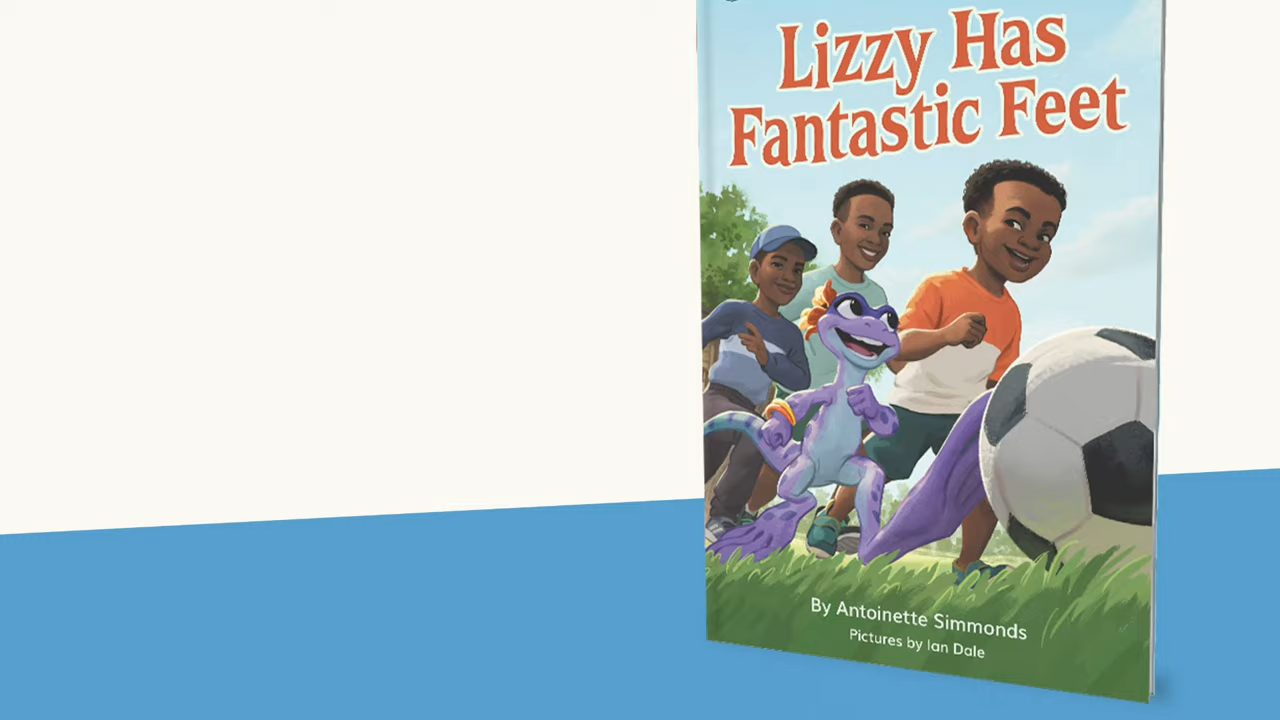 Lizzy Has
Fantastic Feet
By Antoinette Simmonds
Pictures by Ian Dale